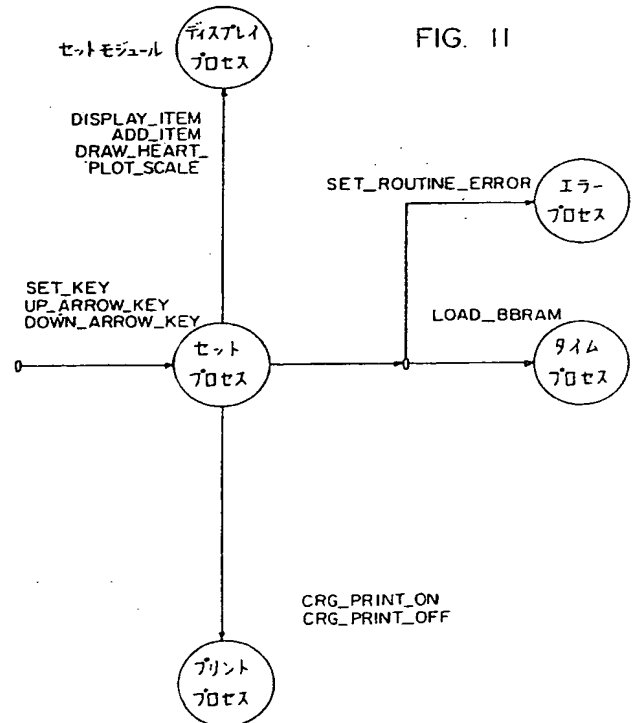 FIG. 11
セットモジュール
ディスプレイ
プロセス
DISPLAY_ITEM
ADD_ITEM
DRAW_HEART_
PLOT_SCALE
SET_ROUTINE_ERROR
エラー
プロセス
SET_KEY
UP_ARROW_KEY
DOWN_ARROW_KEY
セット
プロセス
LOAD_BBRAM
タイム
プロセス
CRG_PRINT_ON
CRG_PRINT_OFF
プリント
プロセス